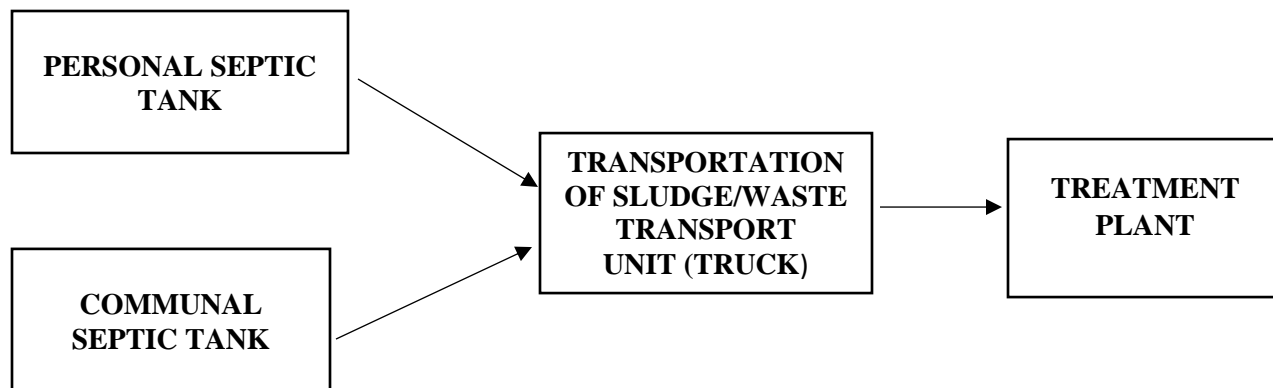 PERSONAL SEPTIC
TANK
COMMUNAL
SEPTIC TANK
TRANSPORTATION
OF SLUDGE/WASTE
TRANSPORT
UNIT (TRUCK)
TREATMENT
PLANT